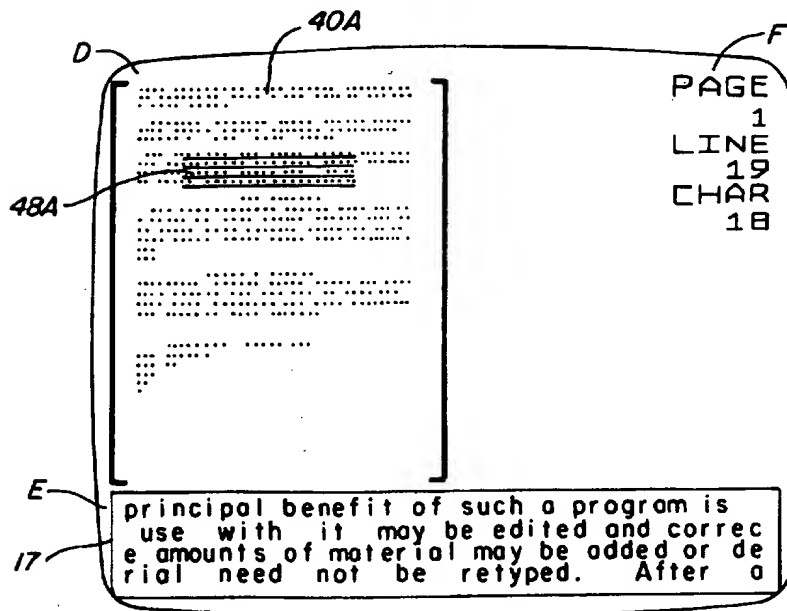 D
40A
F
PAGE
1
LINE
19
CHAR
18
48A
E
17
principal benefit of such a program is
use with it may be edited and correc
e amounts of material may be added or de
rial need not be retyped. After a